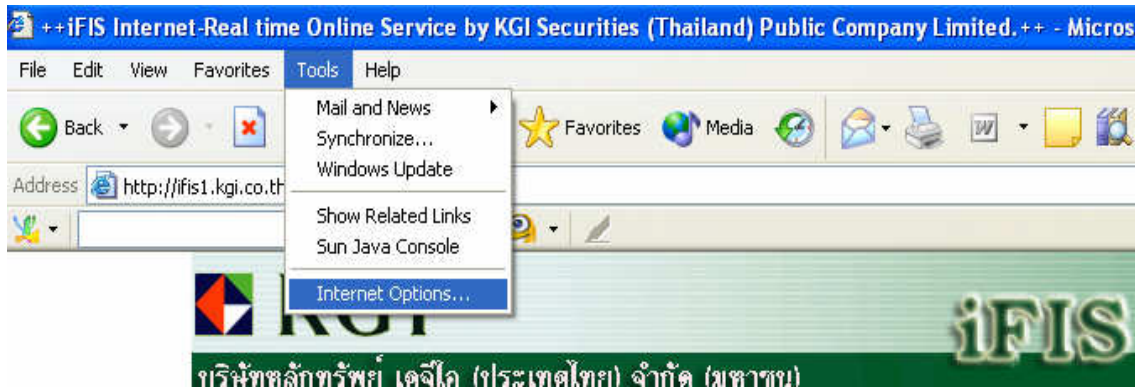 ++iFIS Internet-Real time Online Service by KGI Securities (Thailand) Public Company Limited.++ - Micros
File Edit View Favorites Tools Help
Mail and News
Synchronize...
Windows Update
Show Related Links
Sun Java Console
Internet Options...
Back Favorites Media
Address http://ifis1.kgi.co.th
KGI
iFIS
บริษัทหลักทรัพย์ เคจีไอ (ประเทศไทย) จำกัด (มหาชน)